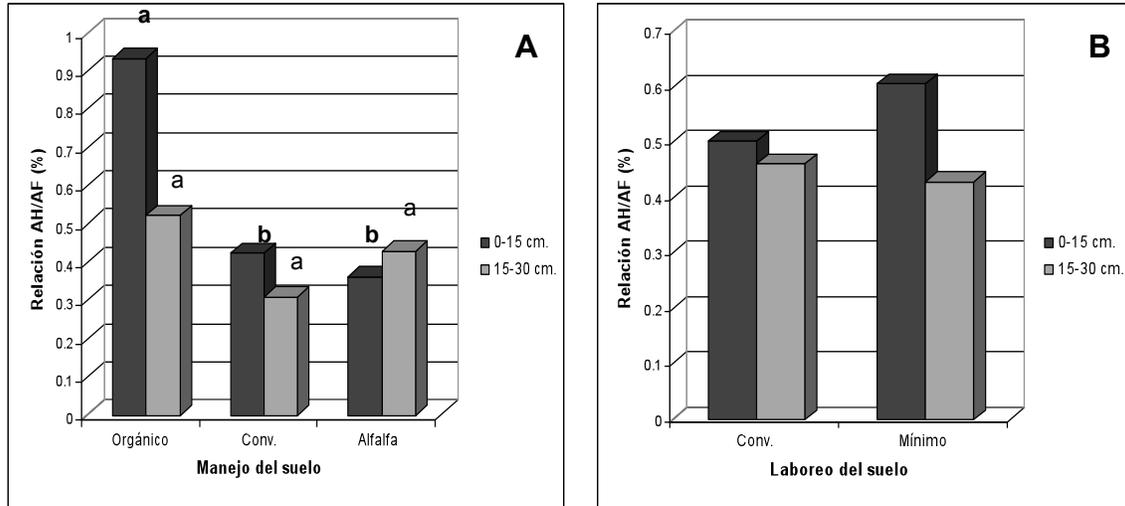 A
a
1
0.9
0.8
0.7
0.6
0.5
0.4
0.3
0.2
0.1
0
Relación AH/AF (%)
a
b
a
b
a
Orgánico Conv. Alfalfa
Manejo del suelo
0-15 cm.
15-30 cm.
B
0.7
0.6
0.5
0.4
0.3
0.2
0.1
0
Relación AH/AF (%)
Conv. Mínimo
Laboreo del suelo
0-15 cm.
15-30 cm.